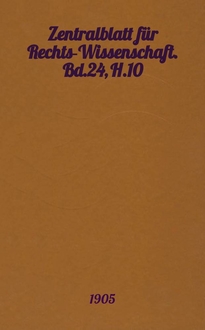 Zentralblatt für
Rechts-Wissenschaft.
Bd.24, H.10
1905